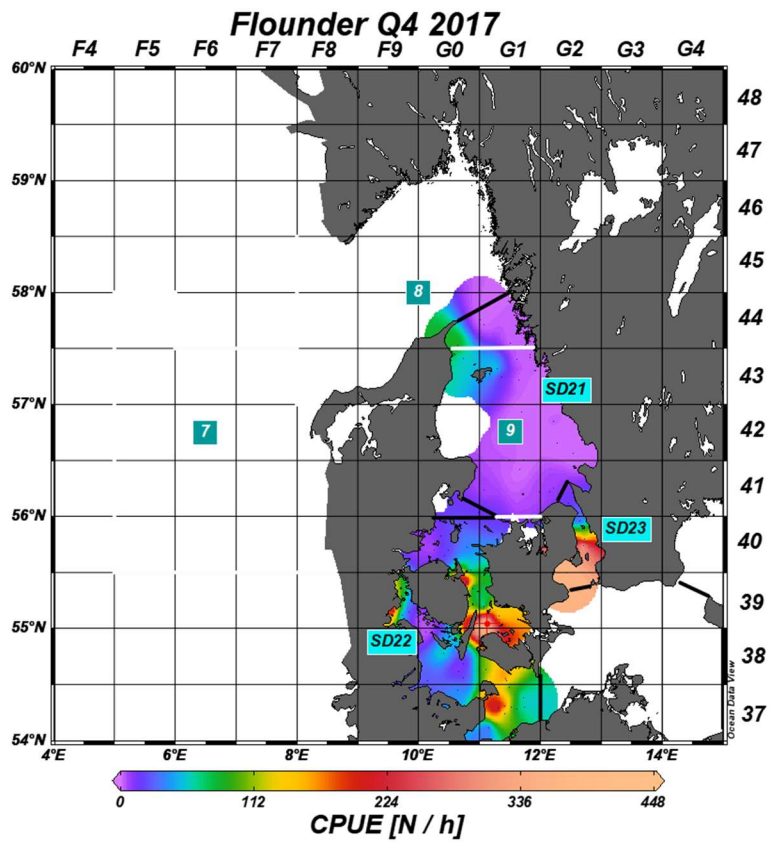 Flounder Q4 2017
F4 F5 F6 F7 F8 F9 G0 G1 G2 G3 G4
60°N
48
47
59°N
46
45
58°N
8
44
43
SD21
57°N
7
9
42
41
56°N
SD23
40
39
55°N
SD22
38
37
Ocean Data View
54°N
4°E 6°E 8°E 10°E 12°E 14°E
0 112 224 336 448
CPUE [N / h]